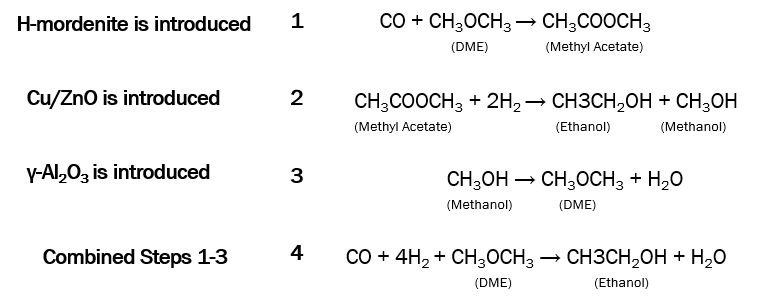 H-mordenite is introduced 1 CO + CH₃OCH₃ → CH₃COOCH₃
(DME) (Methyl Acetate)
Cu/ZnO is introduced 2 CH₃COOCH₃ + 2H₂ → CH3CH₂OH + CH₃OH
(Methyl Acetate) (Ethanol) (Methanol)
γ-Al₂O₃ is introduced 3 CH₃OH → CH₃OCH₃ + H₂O
(Methanol) (DME)
Combined Steps 1-3 4 CO + 4H₂ + CH₃OCH₃ → CH3CH₂OH + H₂O
(DME) (Ethanol)